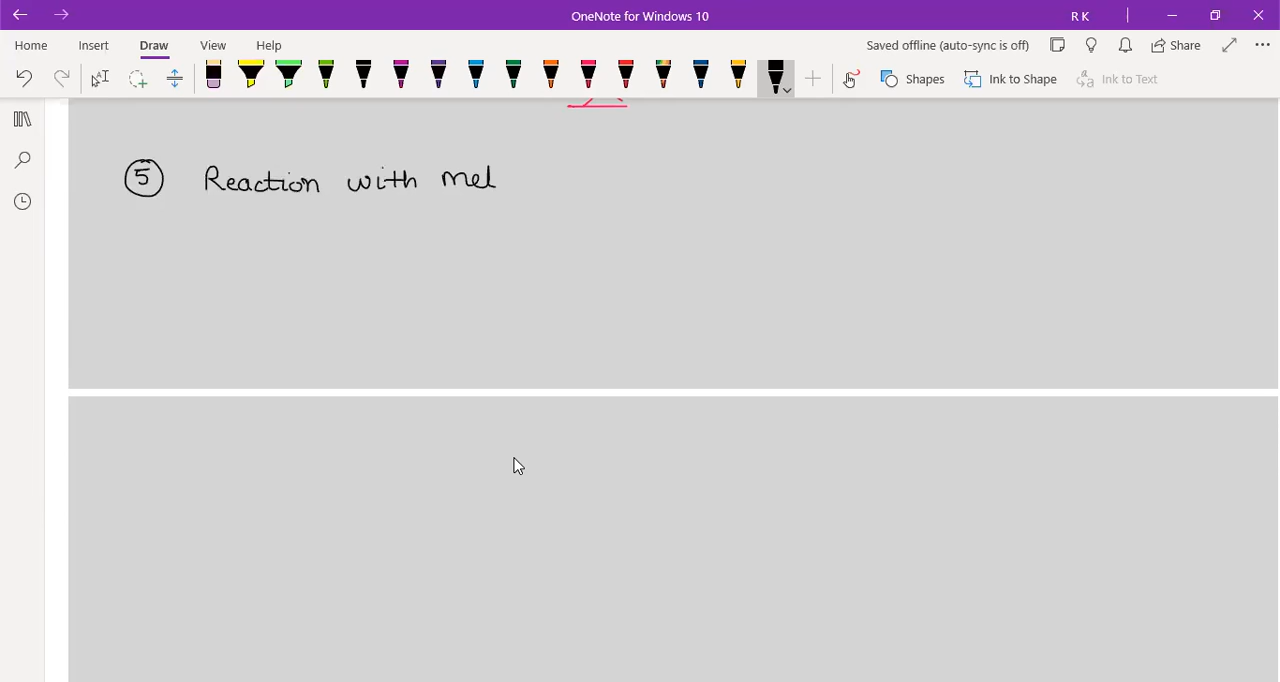 OneNote for Windows 10
R K
Home Insert Draw View Help
Saved offline (auto-sync is off)
Share
Shapes
Ink to Shape
Ink to Text
5 Reaction with mel